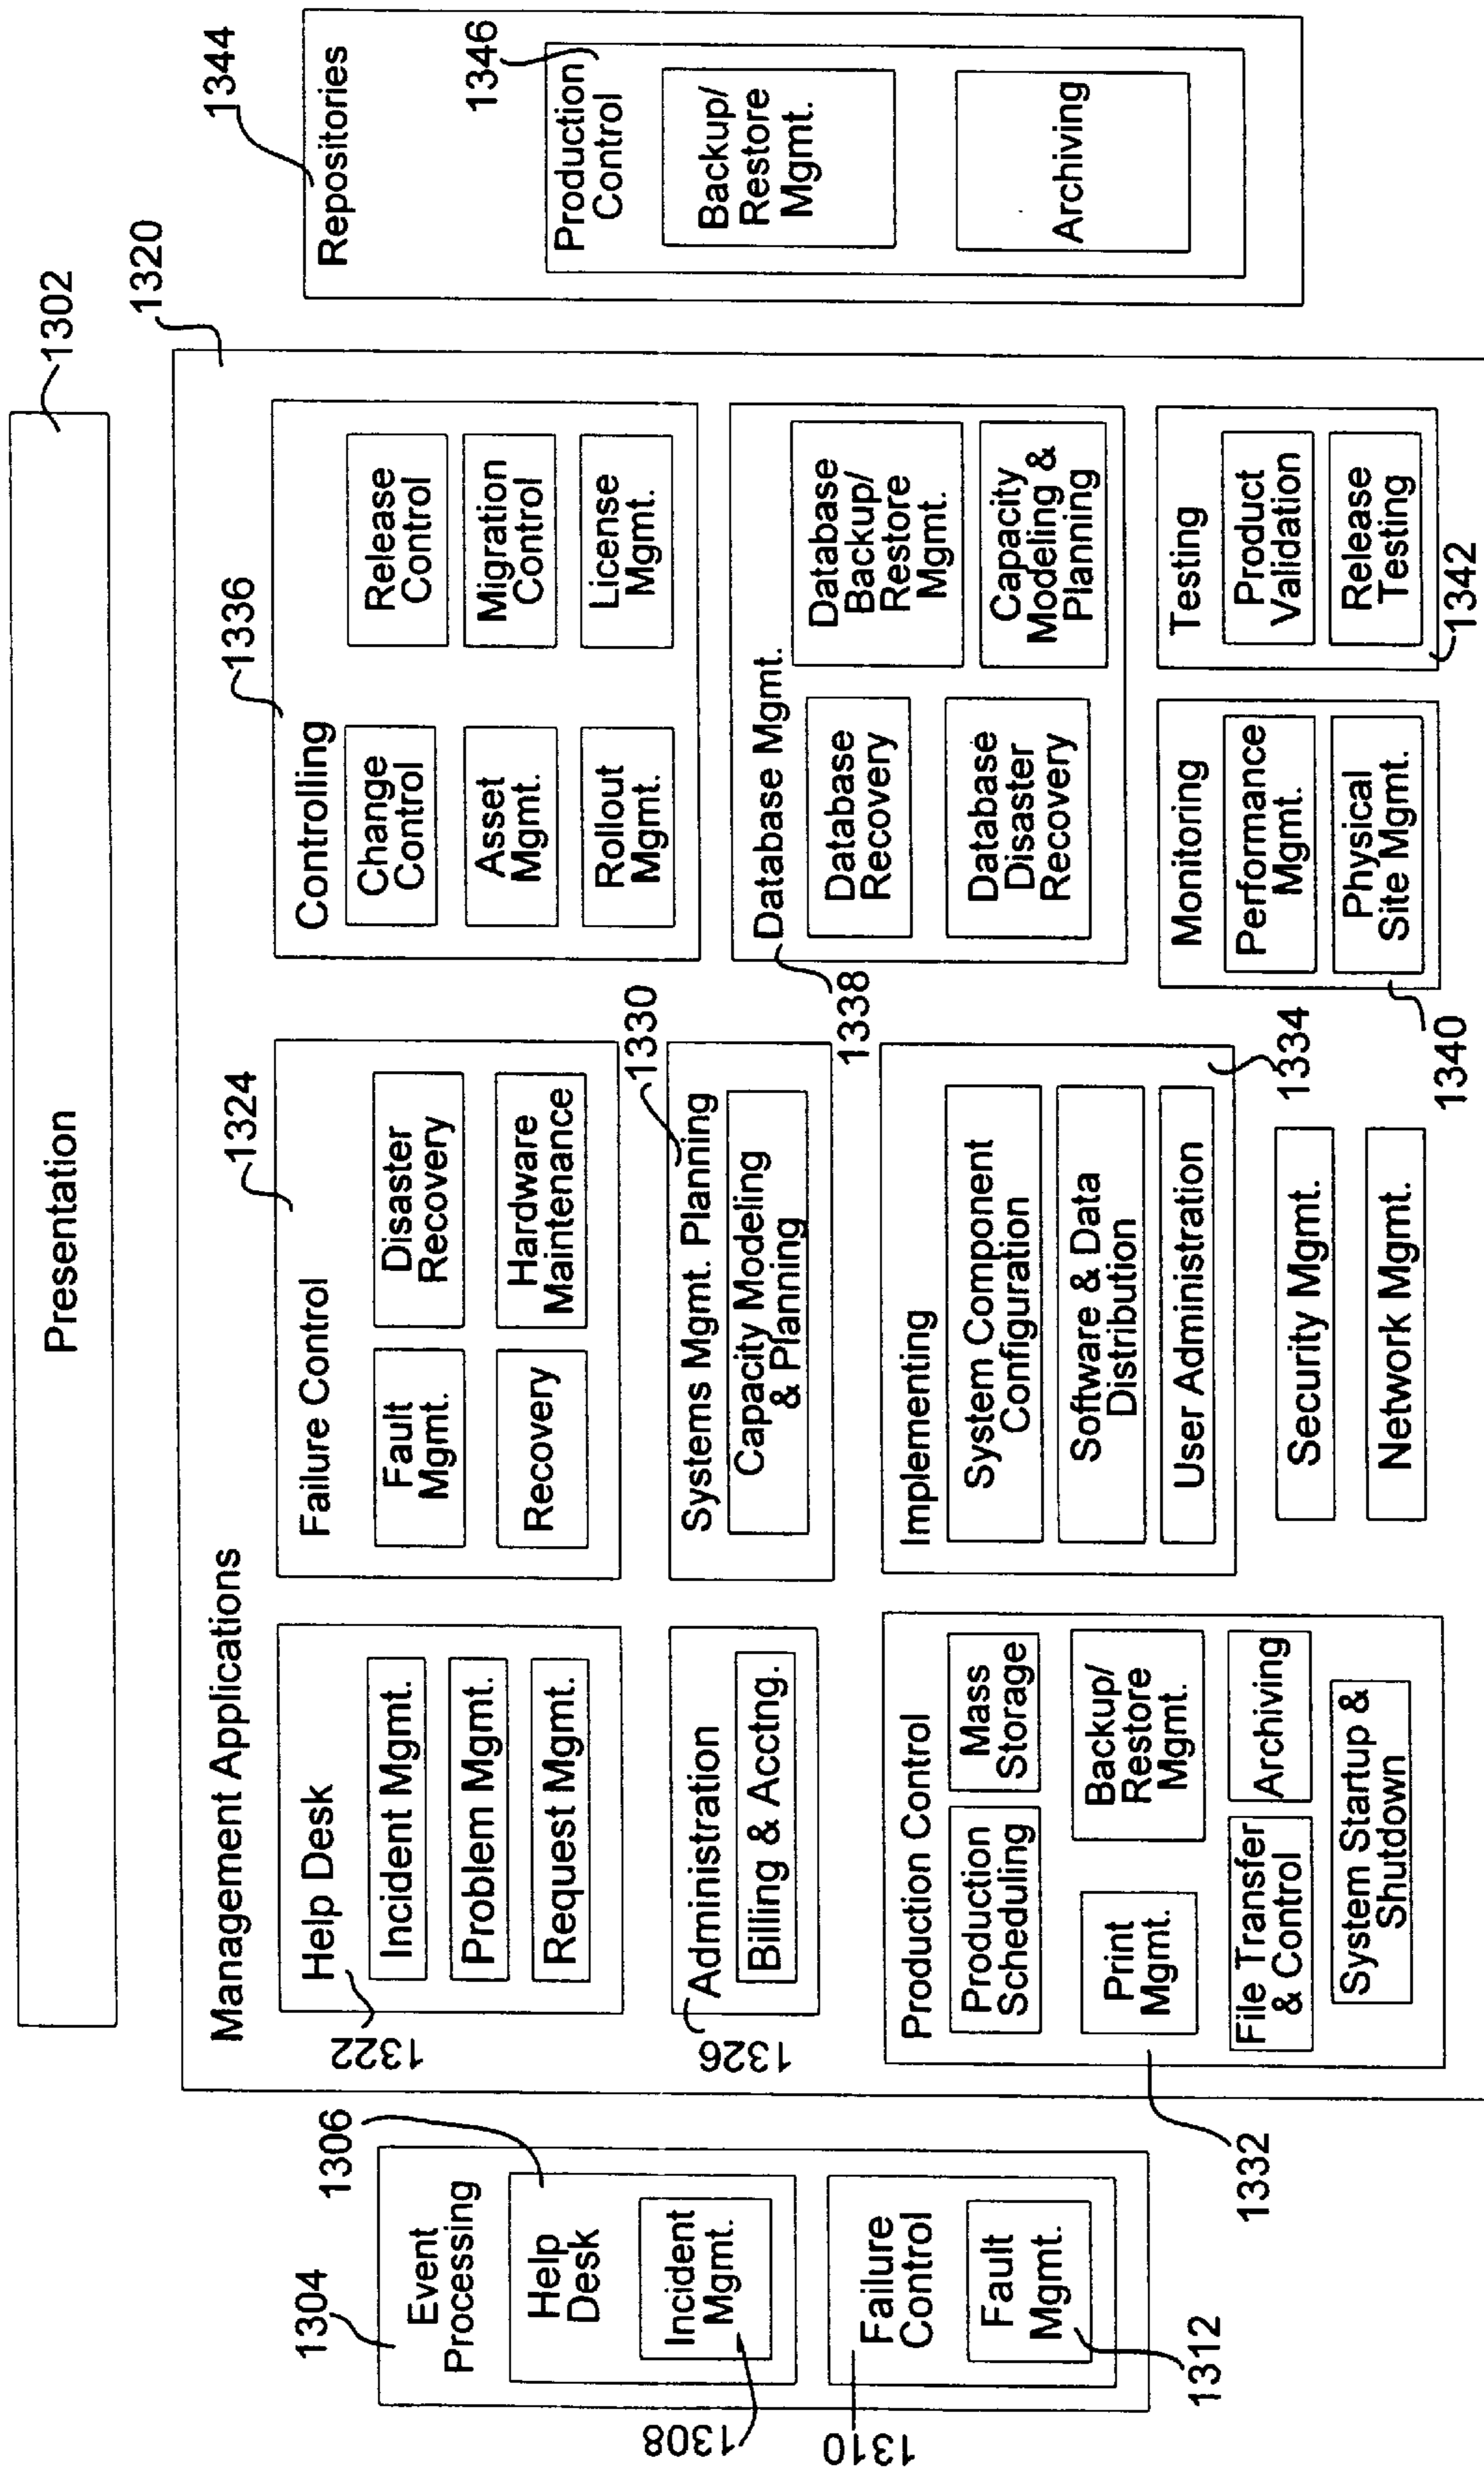 Presentation
1302
Management Applications
1320
1304
Event
Processing
1306
Help
Desk
Incident
Mgmt.
1308
Failure
Control
1310
Fault
Mgmt.
1312
Help Desk
1322
Incident Mgmt.
Problem Mgmt.
Request Mgmt.
Failure Control
1324
Fault
Mgmt.
Disaster
Recovery
Recovery
Hardware
Maintenance
Controlling
1336
Change
Control
Release
Control
Asset
Mgmt.
Migration
Control
Rollout
Mgmt.
License
Mgmt.
Administration
1326
Billing & Acctng.
Systems Mgmt. Planning
1330
Capacity Modeling
& Planning
Database Mgmt.
1338
Database
Recovery
Database
Backup/
Restore
Mgmt.
Database
Disaster
Recovery
Capacity
Modeling &
Planning
Production Control
1332
Production
Scheduling
Mass
Storage
Print
Mgmt.
Backup/
Restore
Mgmt.
File Transfer
& Control
Archiving
System Startup &
Shutdown
Implementing
1334
System Component
Configuration
Software & Data
Distribution
User Administration
Security Mgmt.
Network Mgmt.
Monitoring
1340
Performance
Mgmt.
Physical
Site Mgmt.
Testing
1342
Product
Validation
Release
Testing
Repositories
1344
Production
Control
1346
Backup/
Restore
Mgmt.
Archiving